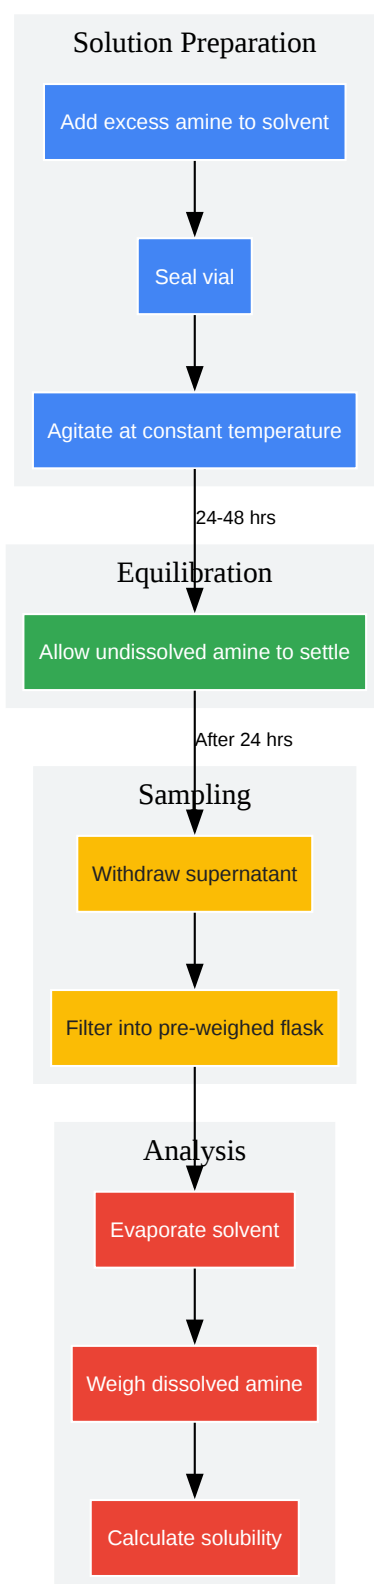 Solution Preparation
Add excess amine to solvent
Seal vial
Agitate at constant temperature
24-48 hrs
Equilibration
Allow undissolved amine to settle
After 24 hrs
Sampling
Withdraw supernatant
Filter into pre-weighed flask
Analysis
Evaporate solvent
Weigh dissolved amine
Calculate solubility